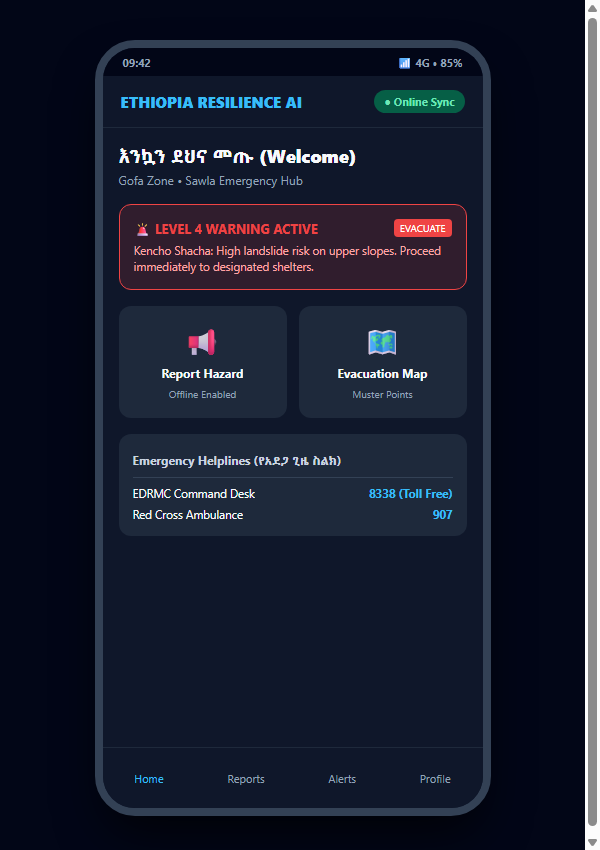 09:42
4G • 85%
ETHIOPIA RESILIENCE AI
• Online Sync
እንኳን ደህና መጡ (Welcome)
Gofa Zone • Sawla Emergency Hub
LEVEL 4 WARNING ACTIVE
EVACUATE
Kencho Shacha: High landslide risk on upper slopes. Proceed
immediately to designated shelters.
Report Hazard
Offline Enabled
Evacuation Map
Muster Points
Emergency Helplines (የአደጋ ጊዜ ስልክ)
EDRMC Command Desk 8338 (Toll Free)
Red Cross Ambulance 907
Home Reports Alerts Profile